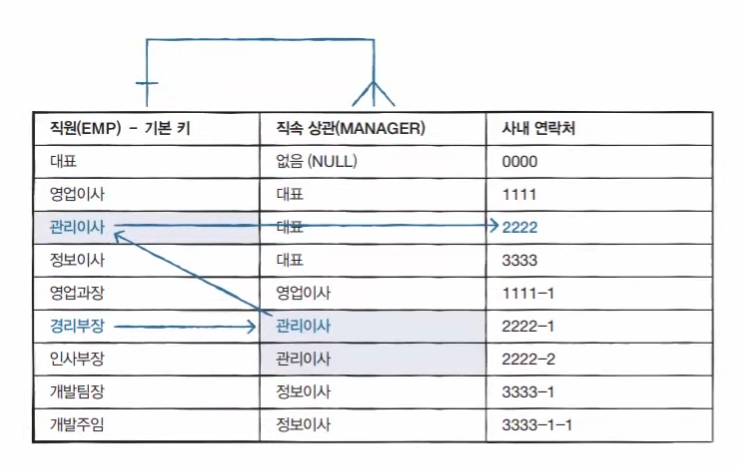 직원(EMP) - 기본 키 직속 상관(MANAGER) 사내 연락처
대표 없음 (NULL) 0000
영업이사 대표 1111
관리이사 대표 2222
정보이사 대표 3333
영업과장 영업이사 1111-1
경리부장 관리이사 2222-1
인사부장 관리이사 2222-2
개발팀장 정보이사 3333-1
개발주임 정보이사 3333-1-1